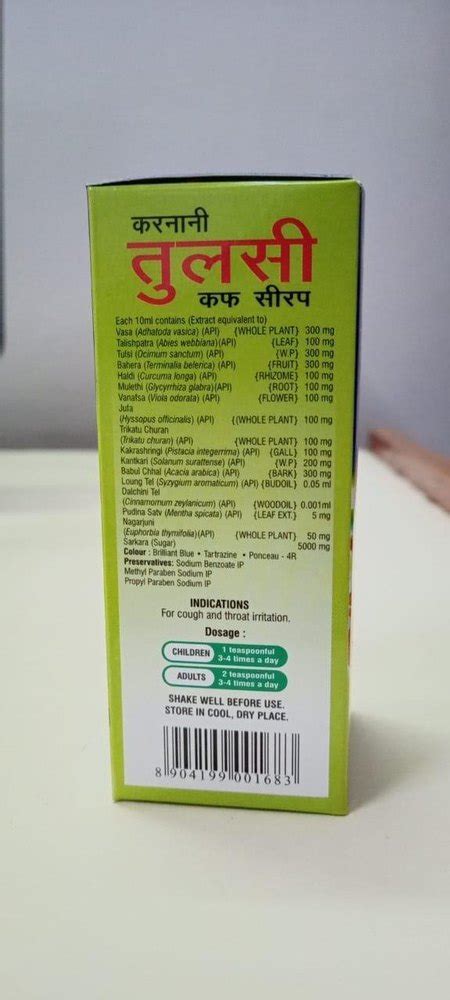 करनानी
तुलसी
कफ सीरप
Each 10ml contains (Extract equivalent to)
Vasa (Adhatoda vasica) (API) {WHOLE PLANT} 300 mg
Talishpatra (Abies webbiana)(API) {LEAF} 100 mg
Tulsi (Ocimum sanctum) (API) {W.P} 300 mg
Bahera (Terminalia belerica) (API) {FRUIT} 300 mg
Haldi (Curcuma longa) (API) {RHIZOME} 100 mg
Mulethi (Glycyrrhiza glabra)(API) {ROOT} 100 mg
Vanafsa (Viola odorata) (API) {FLOWER} 100 mg
Jufa
(Hyssopus officinalis) (API) {(WHOLE PLANT} 100 mg
Trikatu Churan
(Trikatu churan) (API) {WHOLE PLANT} 100 mg
Kakrashringi (Pistacia integerrima) (API) {GALL} 100 mg
Kantkari (Solanum surattense) (API) {W.P} 200 mg
Babul Chhal (Acacia arabica) (API) {BARK} 300 mg
Loung Tel (Syzygium aromaticum) (API) {BUDOIL} 0.05 ml
Dalchini Tel
(Cinnamornum zeylanicum) (API) {WOODOIL} 0.001ml
Pudina Satv (Mentha spicata) (API) {LEAF EXT.} 5 mg
Nagarjuni
(Euphorbia thymifolia)(API) {WHOLE PLANT} 50 mg
Sarkara (Sugar) 5000 mg
Colour : Brilliant Blue • Tartrazine • Ponceau - 4R
Preservatives: Sodium Benzoate IP
Methyl Paraben Sodium IP
Propyl Paraben Sodium IP
INDICATIONS
For cough and throat irritation.
Dosage :
CHILDREN 1 teaspoonful
3-4 times a day
ADULTS 2 teaspoonful
3-4 times a day
SHAKE WELL BEFORE USE.
STORE IN COOL, DRY PLACE.
8 904199 001683